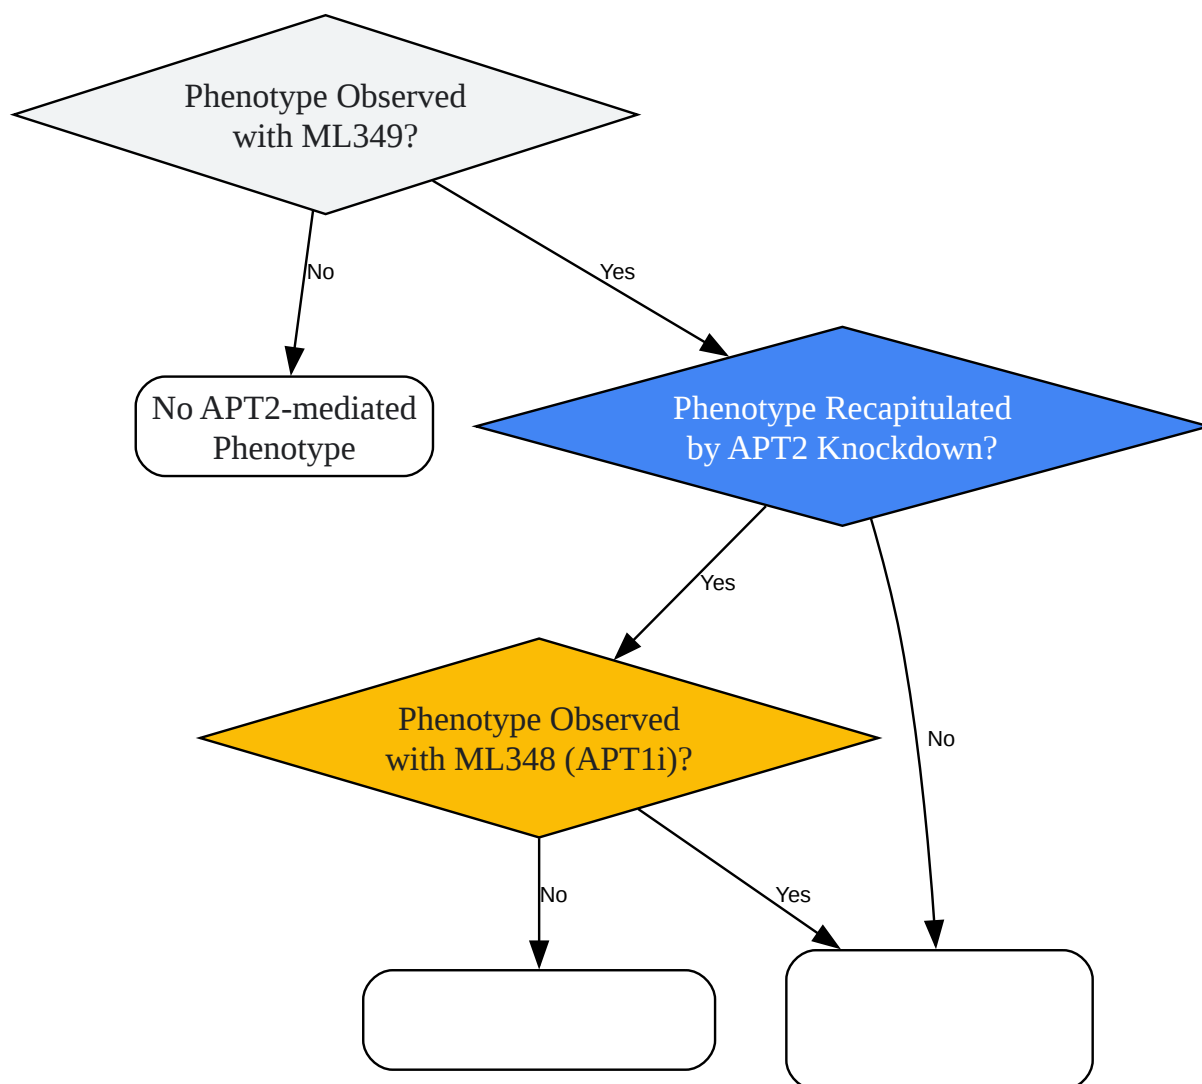 Phenotype Observed
with ML349?
No
Yes
No APT2-mediated
Phenotype
Phenotype Recapitulated
by APT2 Knockdown?
Yes
No
Phenotype Observed
with ML348 (APT1i)?
No
Yes